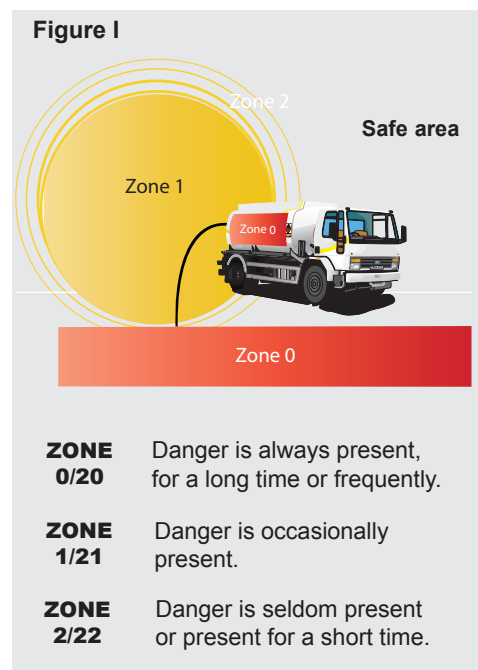 Figure I
Zone 2
Safe area
Zone 1
Zone 0
Zone 0
ZONE 0/20
Danger is always present,
for a long time or frequently.
ZONE 1/21
Danger is occasionally
present.
ZONE 2/22
Danger is seldom present
or present for a short time.